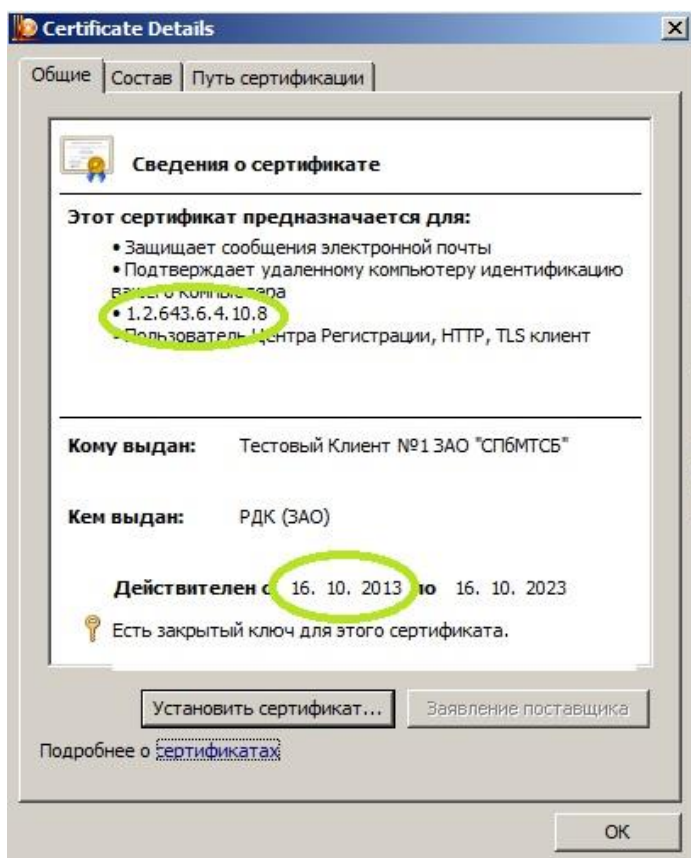 Certificate Details
Общие Состав Путь сертификации
Сведения о сертификате
Этот сертификат предназначается для:
• Защищает сообщения электронной почты
• Подтверждает удаленному компьютеру идентификацию
вашего компьютера
• 1.2.643.6.4.10.8
• Пользователь Центра Регистрации, HTTP, TLS клиент
Кому выдан: Тестовый Клиент №1 ЗАО "СПбМТСБ"
Кем выдан: РДК (ЗАО)
Действителен с 16. 10. 2013 по 16. 10. 2023
Есть закрытый ключ для этого сертификата.
Установить сертификат... Заявление поставщика
Подробнее о сертификатах
OK